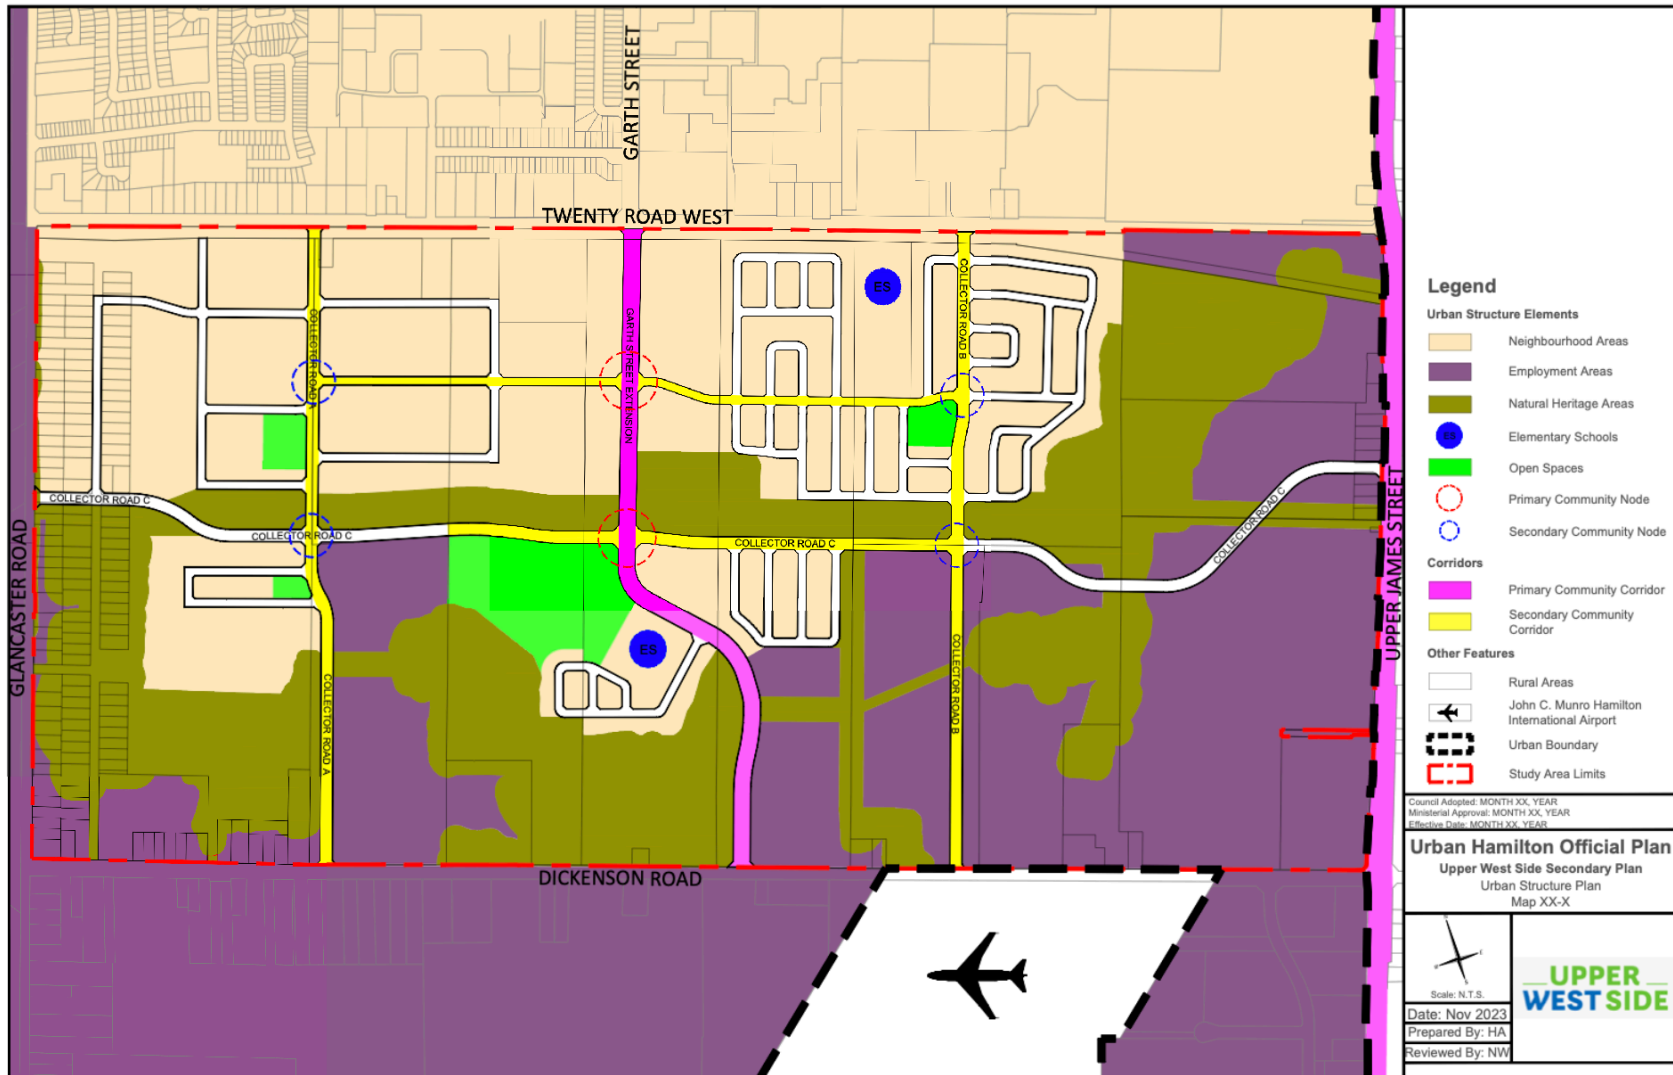 GARTH STREET
TWENTY ROAD WEST
COLLECTOR ROAD A
GARTH STREET EXTENSION
ES
COLLECTOR ROAD B
COLLECTOR ROAD C
COLLECTOR ROAD C
COLLECTOR ROAD C
COLLECTOR ROAD C
ES
COLLECTOR ROAD A
COLLECTOR ROAD B
GLANCASTER ROAD
UPPER JAMES STREET
DICKENSON ROAD
Legend
Urban Structure Elements
Neighbourhood Areas
Employment Areas
Natural Heritage Areas
ES
Elementary Schools
Open Spaces
Primary Community Node
Secondary Community Node
Corridors
Primary Community Corridor
Secondary Community
Corridor
Other Features
Rural Areas
John C. Munro Hamilton
International Airport
Urban Boundary
Study Area Limits
Council Adopted: MONTH XX, YEAR
Ministerial Approval: MONTH XX, YEAR
Effective Date: MONTH XX, YEAR
Urban Hamilton Official Plan
Upper West Side Secondary Plan
Urban Structure Plan
Map XX-X
Scale: N.T.S.
Date: Nov 2023
Prepared By: HA
Reviewed By: NW
UPPER
WEST SIDE